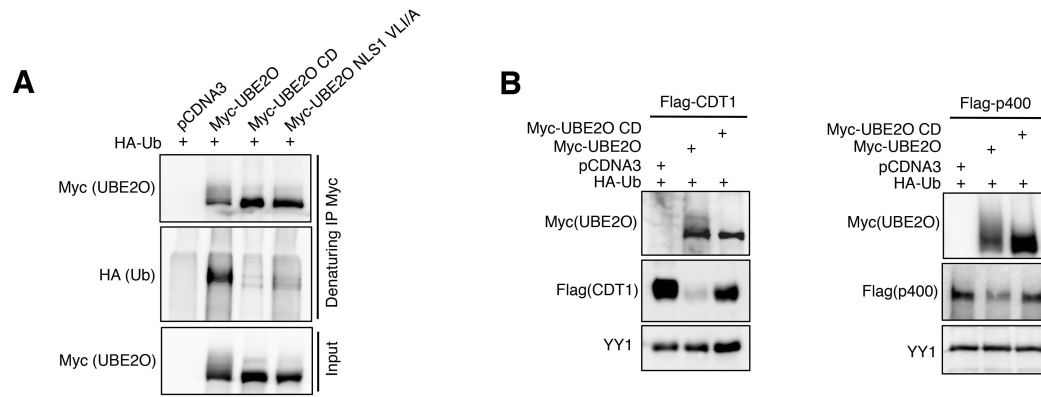 A
pCDNA3
Myc-UBE2O
Myc-UBE2O CD
Myc-UBE2O NLS1 VLI/A
HA-Ub + + + +
Myc (UBE2O)
HA (Ub)
Denaturing IP Myc
Myc (UBE2O)
Input
B
Flag-CDT1
Myc-UBE2O CD +
Myc-UBE2O +
pCDNA3 +
HA-Ub + + +
Myc(UBE2O)
Flag(CDT1)
YY1
Flag-p400
Myc-UBE2O CD +
Myc-UBE2O +
pCDNA3 +
HA-Ub + + +
Myc(UBE2O)
Flag(p400)
YY1